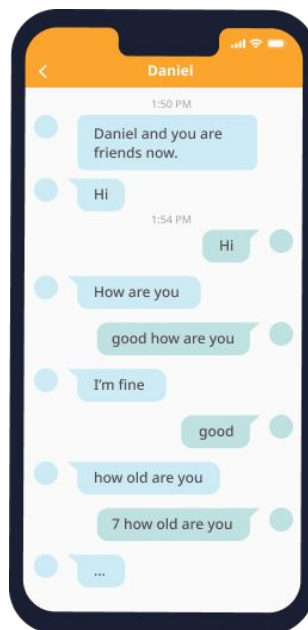 Daniel
1:50 PM
Daniel and you are
friends now.
Hi
1:54 PM
Hi
How are you
good how are you
I'm fine
good
how old are you
7 how old are you
...